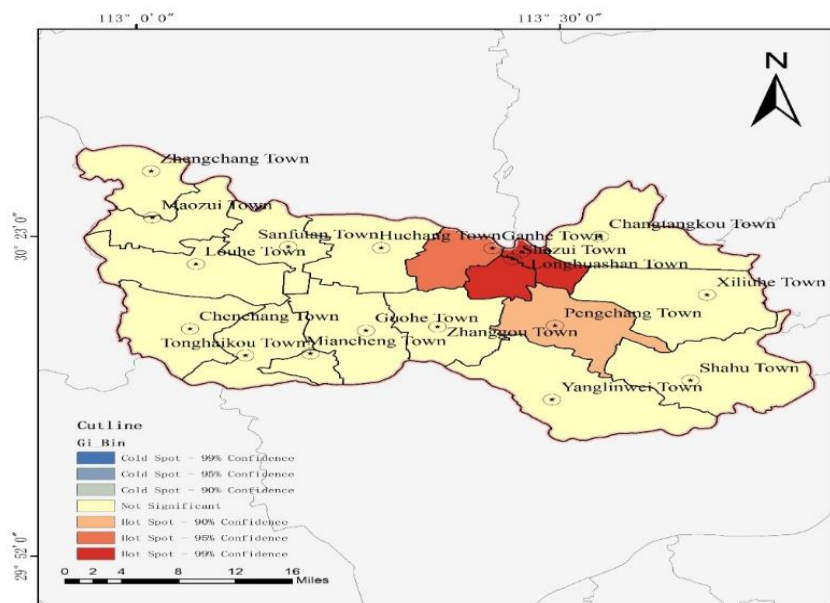 113° 0′0″
113° 30′0″
N
30° 23′0″
29° 52′0″
Zhengchang Town
Maozui Town
Sanfutan Town
Huchang Town
Ganhe Town
Changtangkou Town
Shazui Town
Louhe Town
Longhuashan Town
Xiliuhe Town
Chenchang Town
Guohe Town
Pengchang Town
Zhanggou Town
Tonghaikou Town
Miancheng Town
Shahu Town
Yanglinwei Town
Cutline
Gi_Bin
Cold Spot - 99% Confidence
Cold Spot - 95% Confidence
Cold Spot - 90% Confidence
Not Significant
Hot Spot - 90% Confidence
Hot Spot - 95% Confidence
Hot Spot - 99% Confidence
0 2 4 8 12 16
Miles